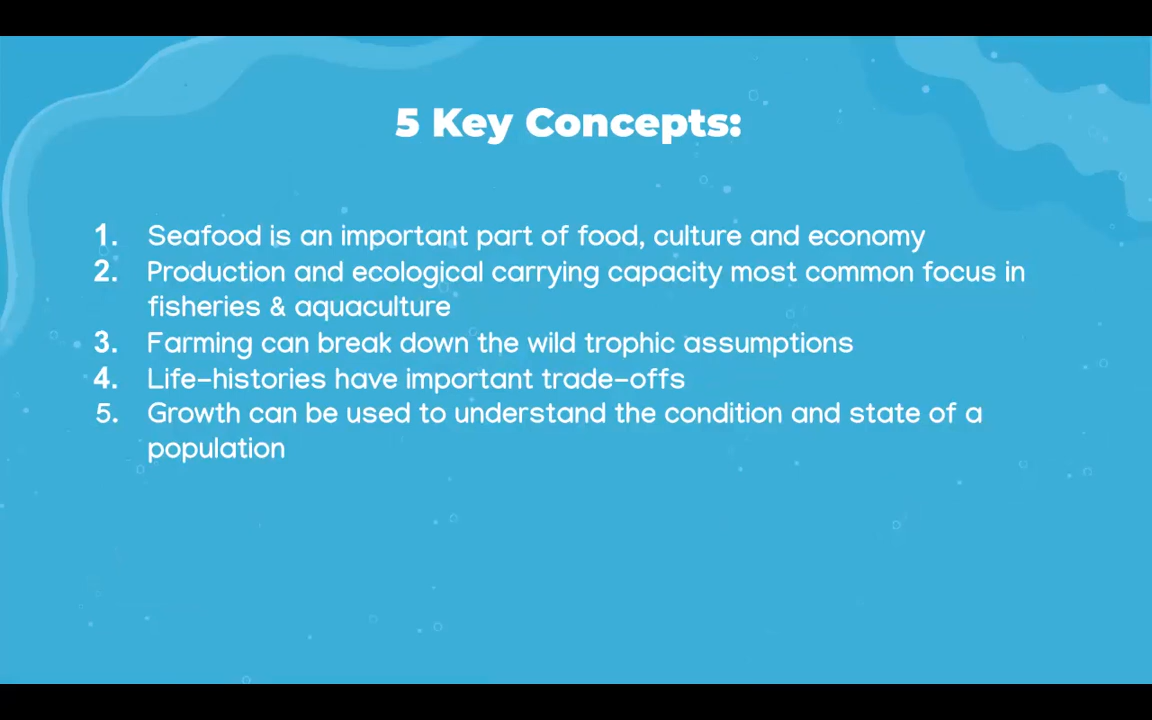 5 Key Concepts:
1. Seafood is an important part of food, culture and economy
2. Production and ecological carrying capacity most common focus in
fisheries & aquaculture
3. Farming can break down the wild trophic assumptions
4. Life-histories have important trade-offs
5. Growth can be used to understand the condition and state of a
population